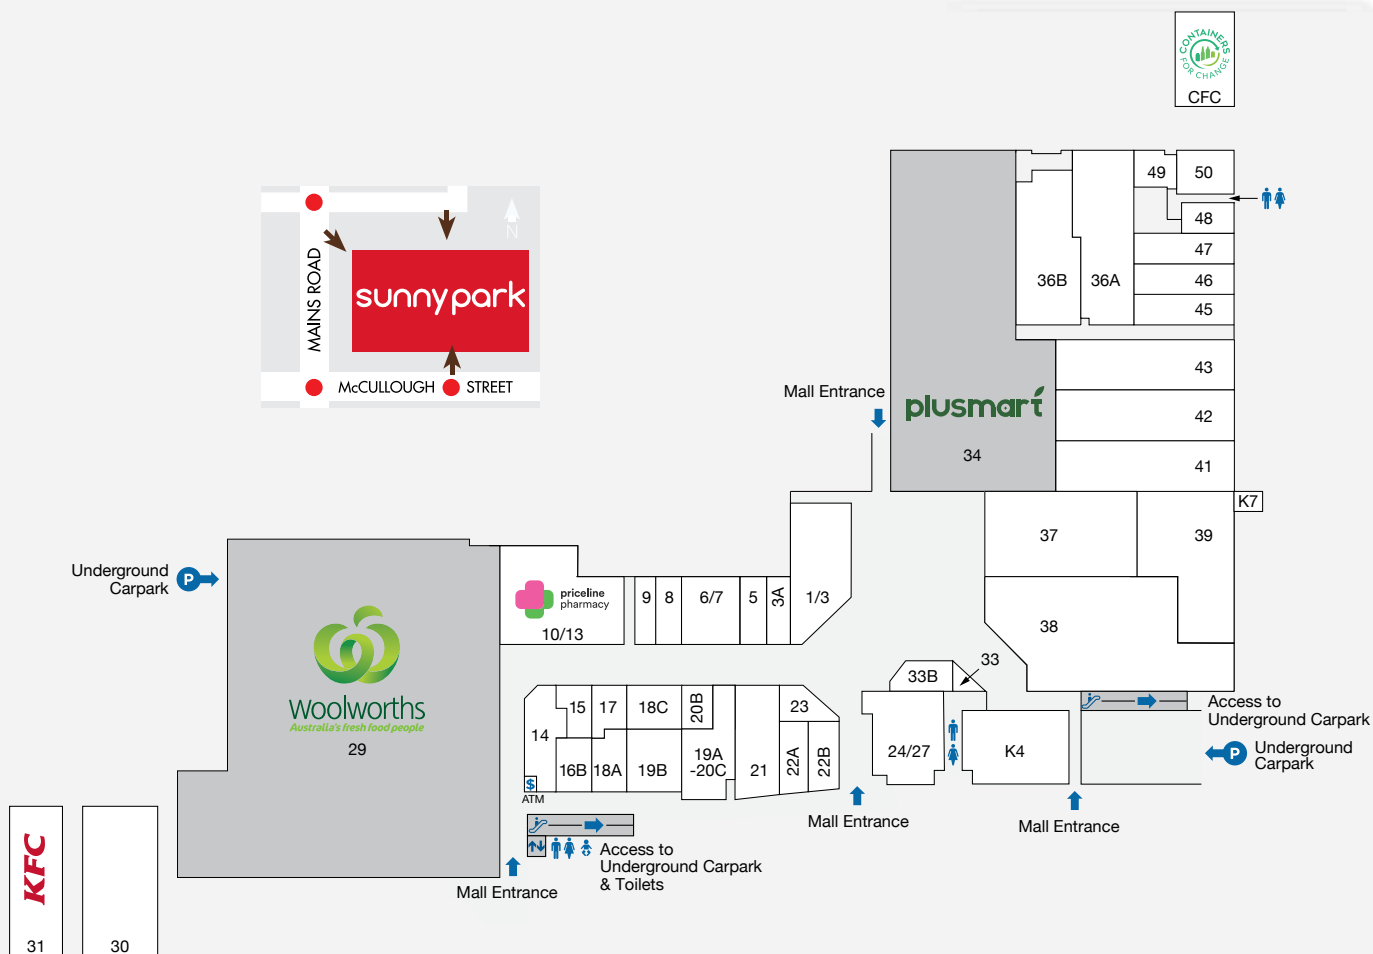 CONTAINERS
FOR CHANGE
CFC
49
50
48
47
46
45
36B
36A
N
MAINS ROAD
sunnypark
McCULLOUGH
STREET
43
42
41
Mall Entrance
plusmart
34
K7
37
39
38
Underground
Carpark
P
priceline
pharmacy
10/13
9
8
6/7
5
3A
1/3
Woolworths
Australia's fresh food people
29
33B
33
15
17
18C
20B
23
14
16B
18A
19B
19A
-20C
21
22A
22B
24/27
K4
Access to
Underground Carpark
P
Underground
Carpark
$
ATM
Mall Entrance
Mall Entrance
Access to
Underground Carpark
& Toilets
Mall Entrance
KFC
31
30